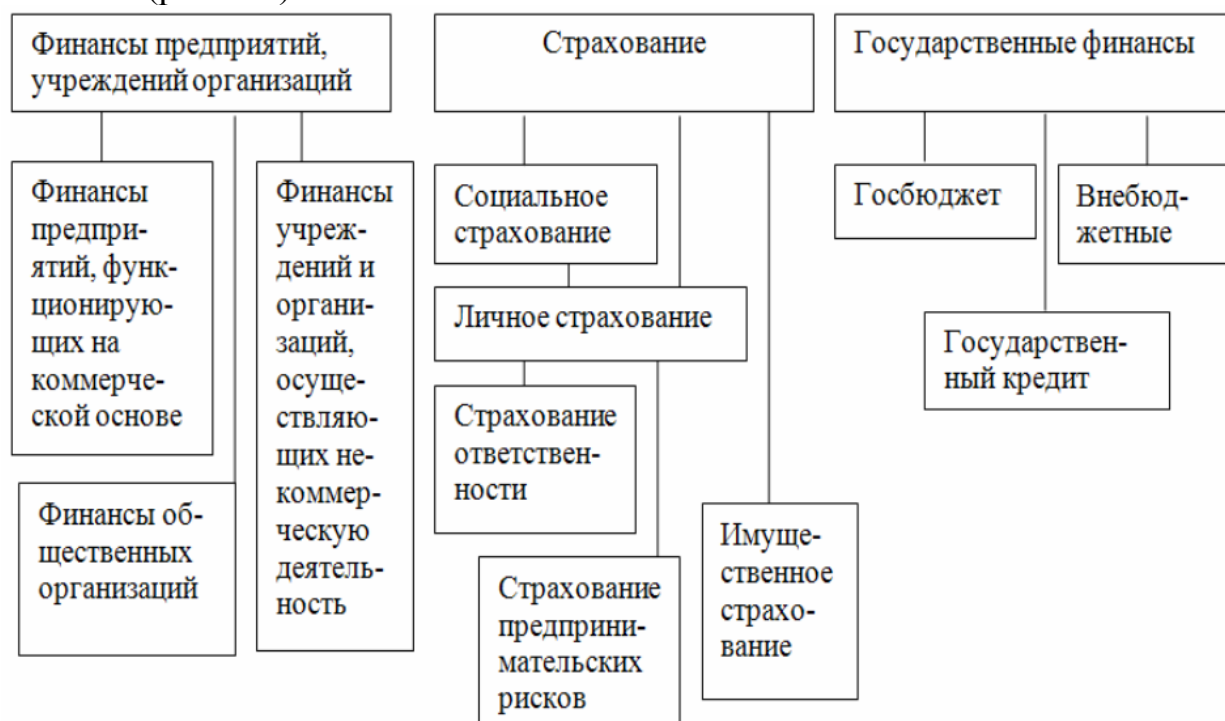 Финансы предприятий,
учреждений организаций
Страхование
Государственные финансы
Финансы
предпри-
ятий, функ-
ционирую-
щих на
коммерче-
ской основе
Финансы
учреж-
дений и
органи-
заций,
осуще-
ствляю-
щих не-
коммер-
ческую
деятель-
ность
Финансы об-
щественных
организаций
Социальное
страхование
Личное страхование
Страхование
ответствен-
ности
Страхование
предприни-
мательских
рисков
Имуще-
ственное
страхо-
вание
Госбюджет
Внебюд-
жетные
Государствен-
ный кредит